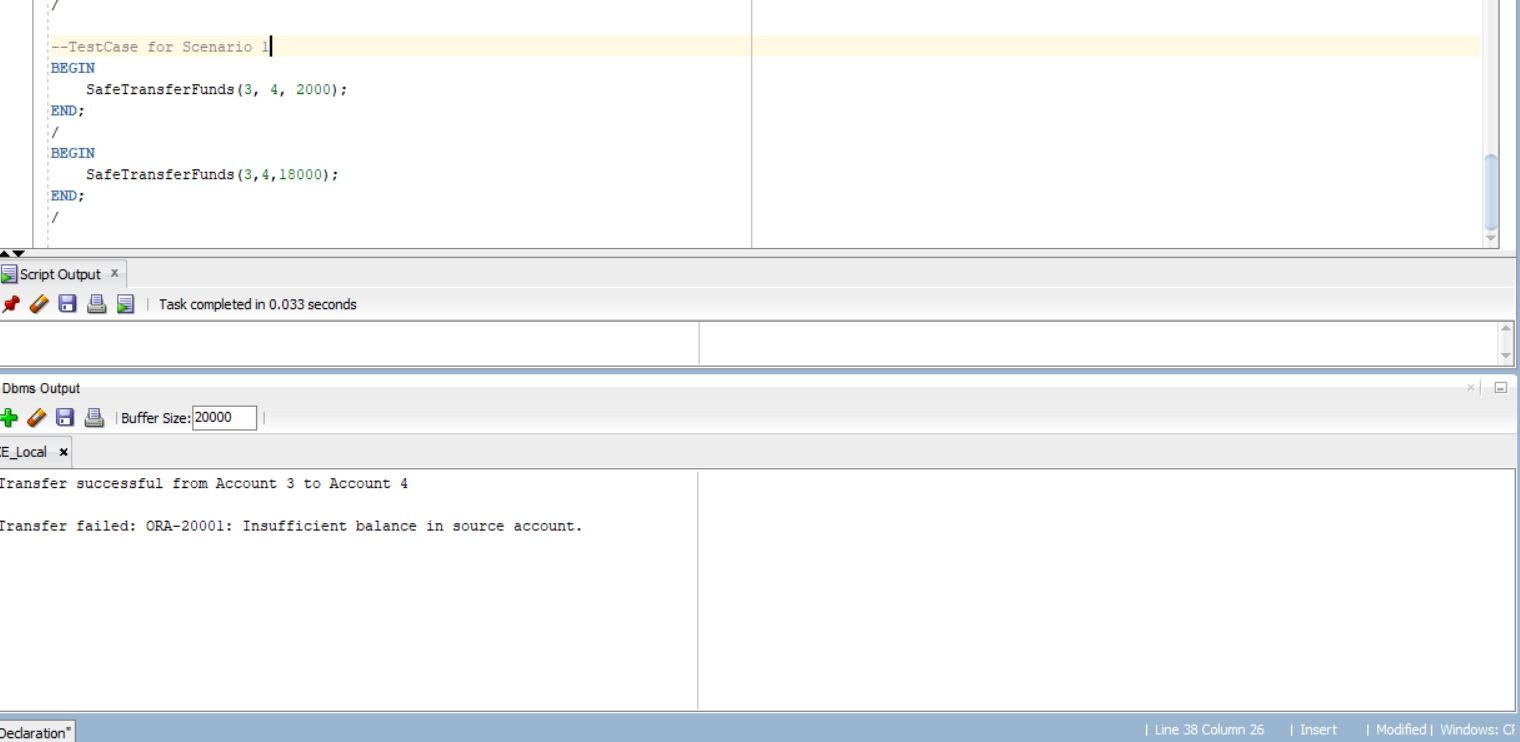 /
--TestCase for Scenario 1
BEGIN
SafeTransferFunds(3, 4, 2000);
END;
/
BEGIN
SafeTransferFunds(3,4,18000);
END;
/
Script Output x
| Task completed in 0.033 seconds
Dbms Output
| Buffer Size: 20000 |
E_Local x
Transfer successful from Account 3 to Account 4
Transfer failed: ORA-20001: Insufficient balance in source account.
Declaration"
| Line 38 Column 26 | Insert | Modified | Windows: